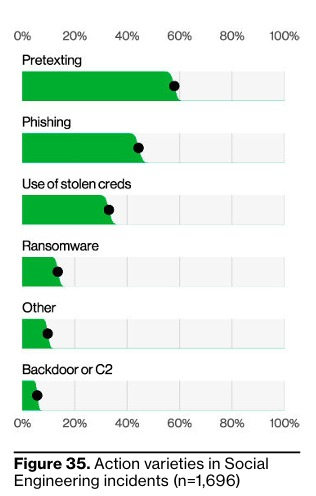 0% 20% 40% 60% 80% 100%
Pretexting
Phishing
Use of stolen creds
Ransomware
Other
Backdoor or C2
0% 20% 40% 60% 80% 100%
Figure 35. Action varieties in Social
Engineering incidents (n=1,696)